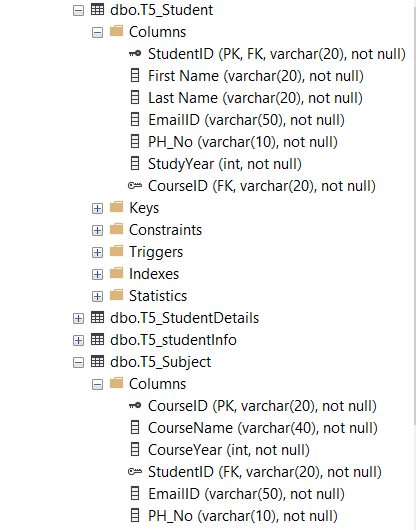 dbo.T5_Student
Columns
StudentID (PK, FK, varchar(20), not null)
First Name (varchar(20), not null)
Last Name (varchar(20), not null)
EmailID (varchar(50), not null)
PH_No (varchar(10), not null)
StudyYear (int, not null)
CourseID (FK, varchar(20), not null)
Keys
Constraints
Triggers
Indexes
Statistics
dbo.T5_StudentDetails
dbo.T5_studentInfo
dbo.T5_Subject
Columns
CourseID (PK, varchar(20), not null)
CourseName (varchar(40), not null)
CourseYear (int, not null)
StudentID (FK, varchar(20), not null)
EmailID (varchar(50), not null)
PH_No (varchar(10), not null)